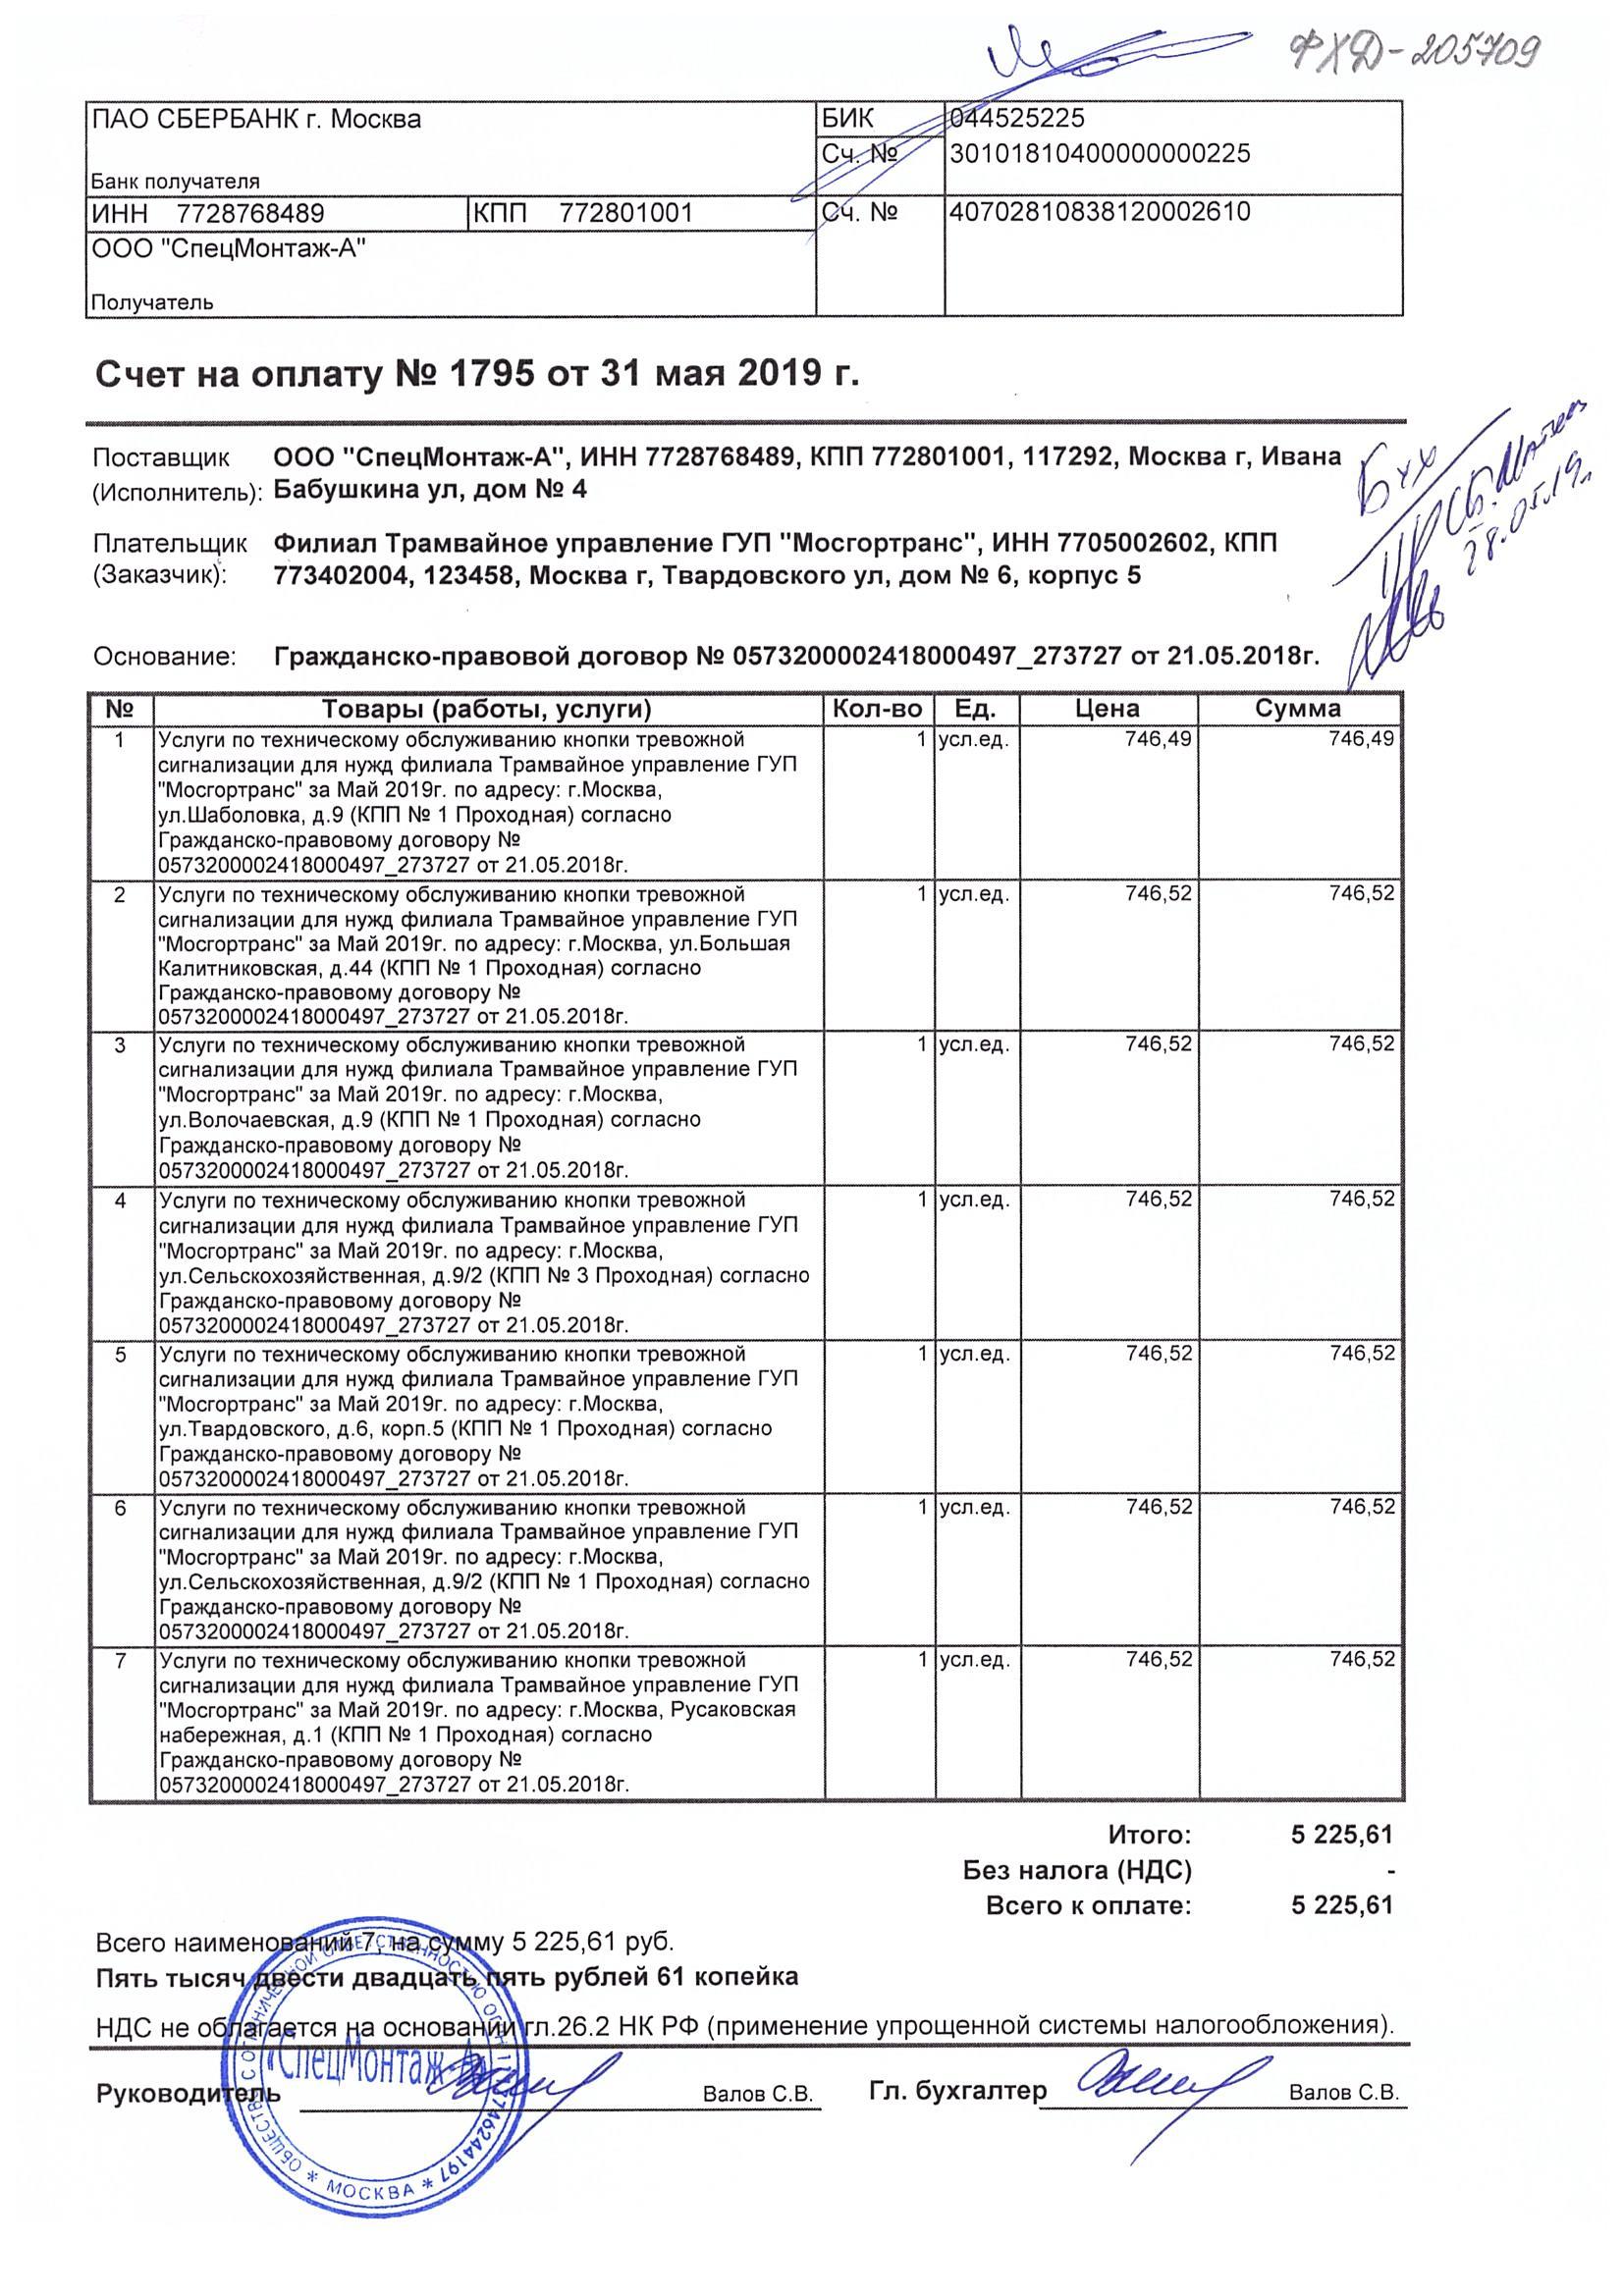 ФХД-205709
ПАО СБЕРБАНК г. Москва
БИК 044525225
Сч. № 30101810400000000225
Банк получателя
ИНН 7728768489 КПП 772801001 Сч. № 40702810838120002610
ООО "СпецМонтаж-А"
Получатель
Счет на оплату № 1795 от 31 мая 2019 г.
Поставщик ООО "СпецМонтаж-А", ИНН 7728768489, КПП 772801001, 117292, Москва г, Ивана
(Исполнитель): Бабушкина ул, дом № 4
Плательщик Филиал Трамвайное управление ГУП "Мосгортранс", ИНН 7705002602, КПП
(Заказчик): 773402004, 123458, Москва г, Твардовского ул, дом № 6, корпус 5
28.05.19г
Основание: Гражданско-правовой договор № 0573200002418000497_273727 от 21.05.2018г.
№ Товары (работы, услуги) Кол-во Ед. Цена Сумма
1 Услуги по техническому обслуживанию кнопки тревожной 1 усл.ед. 746,49 746,49
сигнализации для нужд филиала Трамвайное управление ГУП
"Мосгортранс" за Май 2019г. по адресу: г.Москва,
ул.Шаболовка, д.9 (КПП № 1 Проходная) согласно
Гражданско-правовому договору №
0573200002418000497_273727 от 21.05.2018г.
2 Услуги по техническому обслуживанию кнопки тревожной 1 усл.ед. 746,52 746,52
сигнализации для нужд филиала Трамвайное управление ГУП
"Мосгортранс" за Май 2019г. по адресу: г.Москва, ул.Большая
Калитниковская, д.44 (КПП № 1 Проходная) согласно
Гражданско-правовому договору №
0573200002418000497_273727 от 21.05.2018г.
3 Услуги по техническому обслуживанию кнопки тревожной 1 усл.ед. 746,52 746,52
сигнализации для нужд филиала Трамвайное управление ГУП
"Мосгортранс" за Май 2019г. по адресу: г.Москва,
ул.Волочаевская, д.9 (КПП № 1 Проходная) согласно
Гражданско-правовому договору №
0573200002418000497_273727 от 21.05.2018г.
4 Услуги по техническому обслуживанию кнопки тревожной 1 усл.ед. 746,52 746,52
сигнализации для нужд филиала Трамвайное управление ГУП
"Мосгортранс" за Май 2019г. по адресу: г.Москва,
ул.Сельскохозяйственная, д.9/2 (КПП № 3 Проходная) согласно
Гражданско-правовому договору №
0573200002418000497_273727 от 21.05.2018г.
5 Услуги по техническому обслуживанию кнопки тревожной 1 усл.ед. 746,52 746,52
сигнализации для нужд филиала Трамвайное управление ГУП
"Мосгортранс" за Май 2019г. по адресу: г.Москва,
ул.Твардовского, д.6, корп.5 (КПП № 1 Проходная) согласно
Гражданско-правовому договору №
0573200002418000497_273727 от 21.05.2018г.
6 Услуги по техническому обслуживанию кнопки тревожной 1 усл.ед. 746,52 746,52
сигнализации для нужд филиала Трамвайное управление ГУП
"Мосгортранс" за Май 2019г. по адресу: г.Москва,
ул.Сельскохозяйственная, д.9/2 (КПП № 1 Проходная) согласно
Гражданско-правовому договору №
0573200002418000497_273727 от 21.05.2018г.
7 Услуги по техническому обслуживанию кнопки тревожной 1 усл.ед. 746,52 746,52
сигнализации для нужд филиала Трамвайное управление ГУП
"Мосгортранс" за Май 2019г. по адресу: г.Москва, Русаковская
набережная, д.1 (КПП № 1 Проходная) согласно
Гражданско-правовому договору №
0573200002418000497_273727 от 21.05.2018г.
Итого: 5 225,61
Без налога (НДС) -
Всего к оплате: 5 225,61
Всего наименований 7, на сумму 5 225,61 руб.
Пять тысяч двести двадцать пять рублей 61 копейка
НДС не облагается на основании гл.26.2 НК РФ (применение упрощенной системы налогообложения).
Руководитель Валов С.В. Гл. бухгалтер Валов С.В.
«СпецМонтаж-А»
ОБЩЕСТВО С ОГРАНИЧЕННОЙ ОТВЕТСТВЕННОСТЬЮ
* МОСКВА *